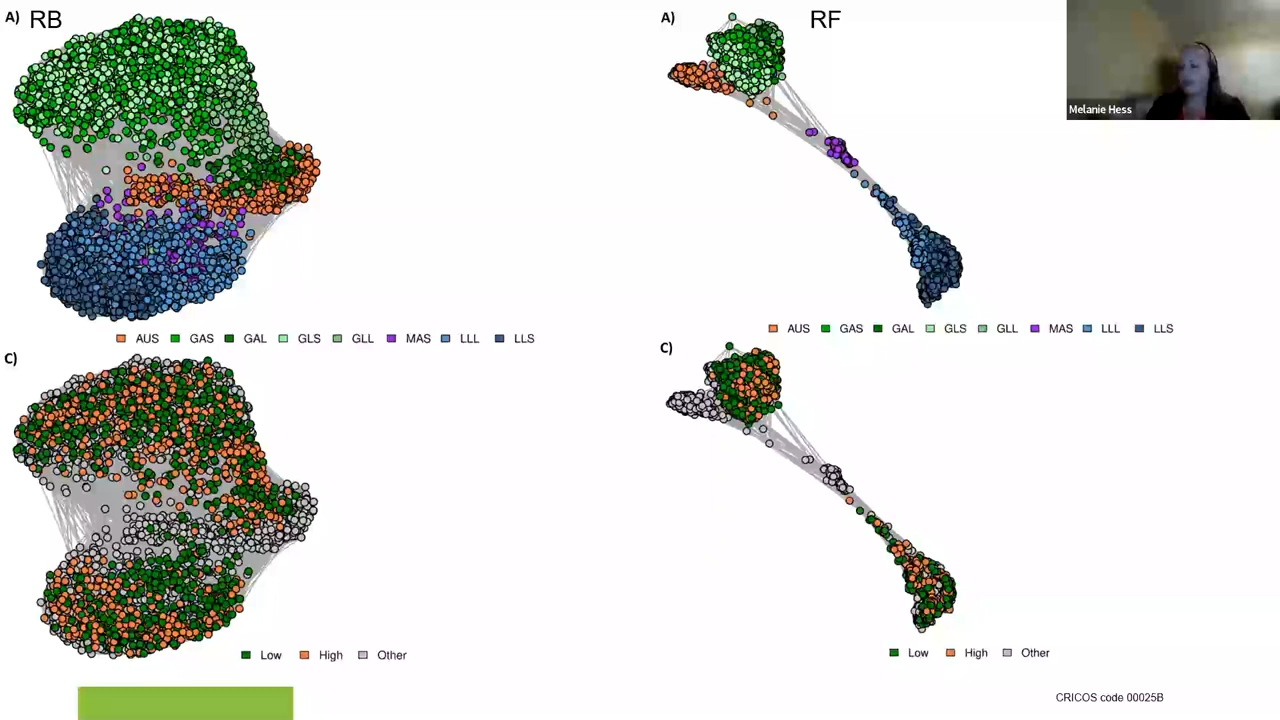 A) RB
A) RF
Melanie Hess
AUS GAS GAL GLS GLL MAS LLL LLS
AUS GAS GAL GLS GLL MAS LLL LLS
C)
C)
Low High Other
Low High Other
CRICOS code 00025B